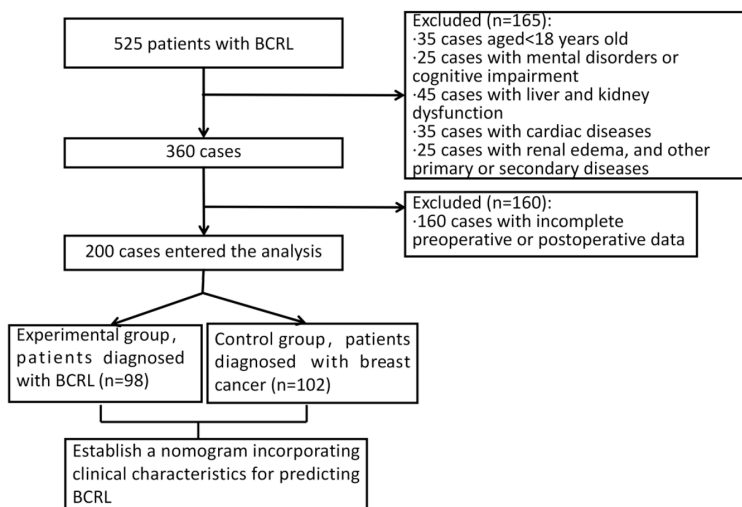 525 patients with BCRL
Excluded (n=165):
·35 cases aged<18 years old
·25 cases with mental disorders or
cognitive impairment
·45 cases with liver and kidney
dysfunction
·35 cases with cardiac diseases
·25 cases with renal edema, and other
primary or secondary diseases
360 cases
Excluded (n=160):
·160 cases with incomplete
preoperative or postoperative data
200 cases entered the analysis
Experimental group,
patients diagnosed
with BCRL (n=98)
Control group, patients
diagnosed with breast
cancer (n=102)
Establish a nomogram incorporating
clinical characteristics for predicting
BCRL